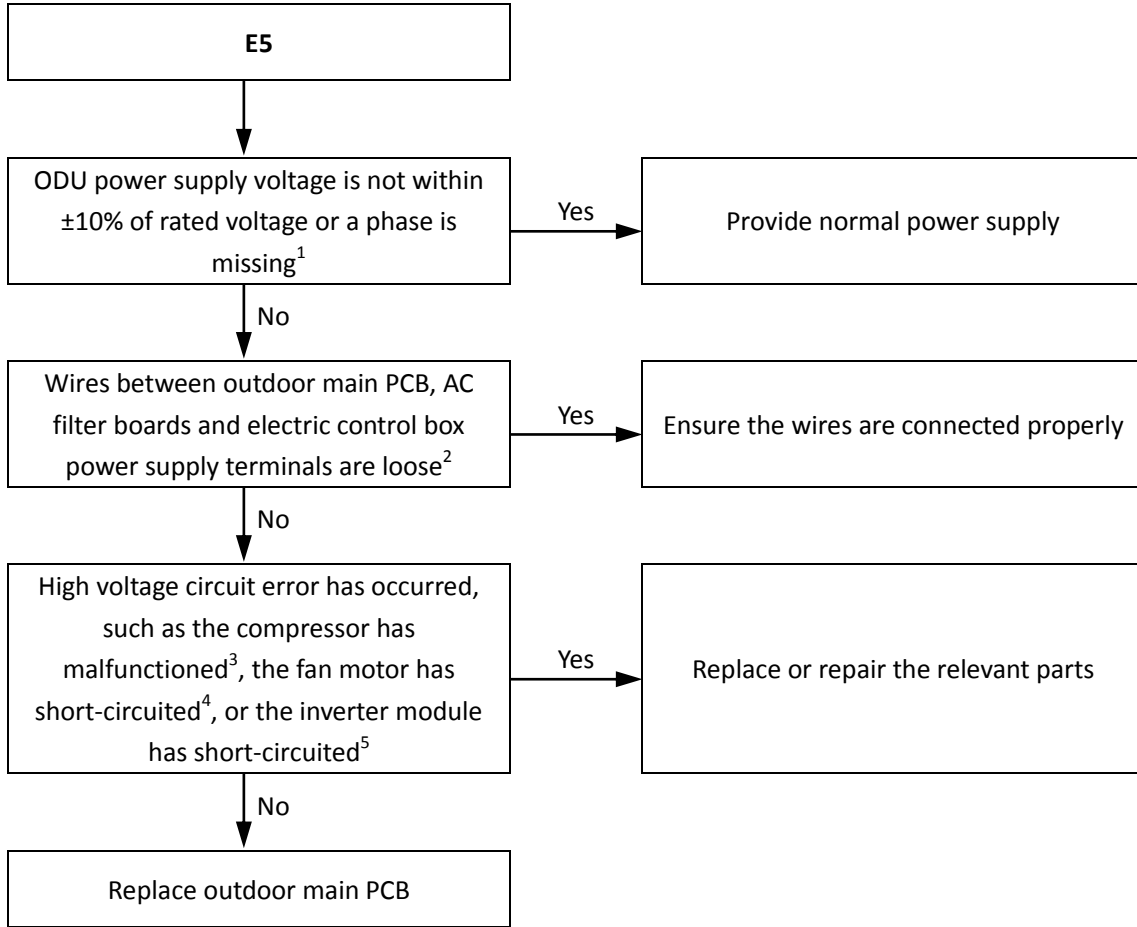 E5
ODU power supply voltage is not within
±10% of rated voltage or a phase is
missing¹
Yes
Provide normal power supply
No
Wires between outdoor main PCB, AC
filter boards and electric control box
power supply terminals are loose²
Yes
Ensure the wires are connected properly
No
High voltage circuit error has occurred,
such as the compressor has
malfunctioned³, the fan motor has
short-circuited⁴, or the inverter module
has short-circuited⁵
Yes
Replace or repair the relevant parts
No
Replace outdoor main PCB